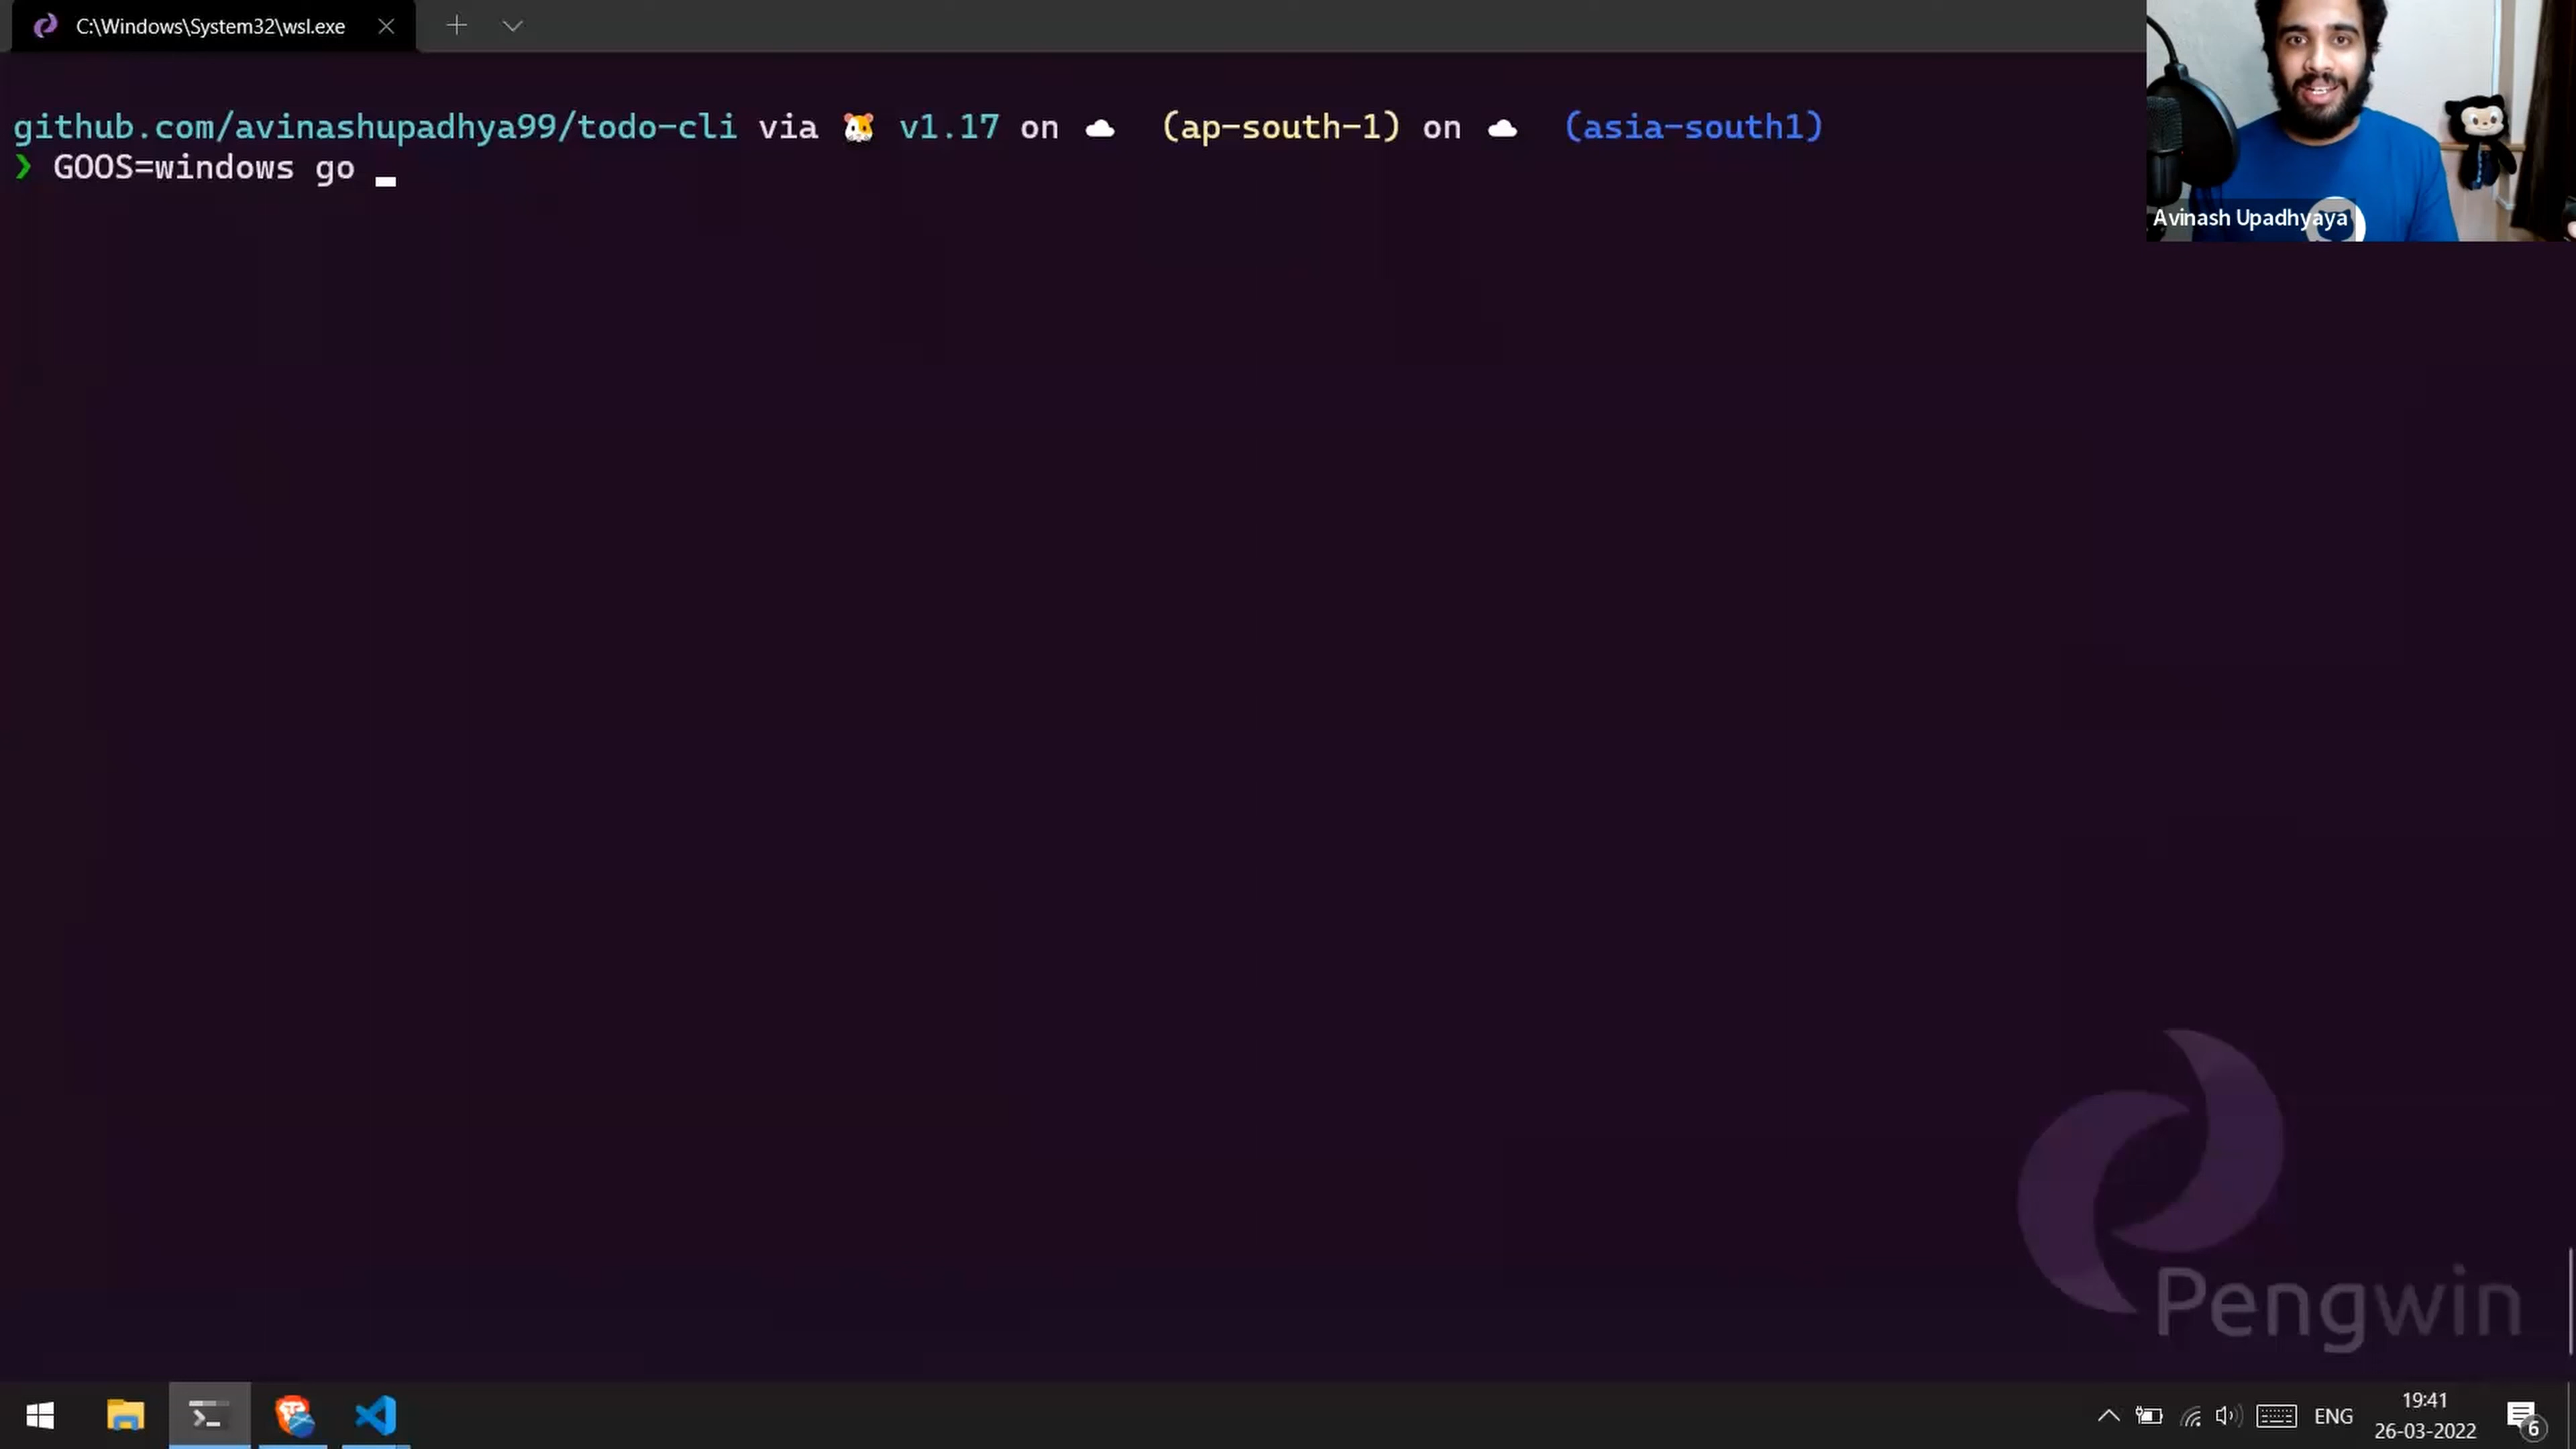 C:\Windows\System32\wsl.exe
github.com/avinashupadhya99/todo-cli via 🐹 v1.17 on ☁ (ap-south-1) on ☁ (asia-south1)
❯ GOOS=windows go _
Avinash Upadhyaya
Pengwin
ENG
19:41
26-03-2022
6